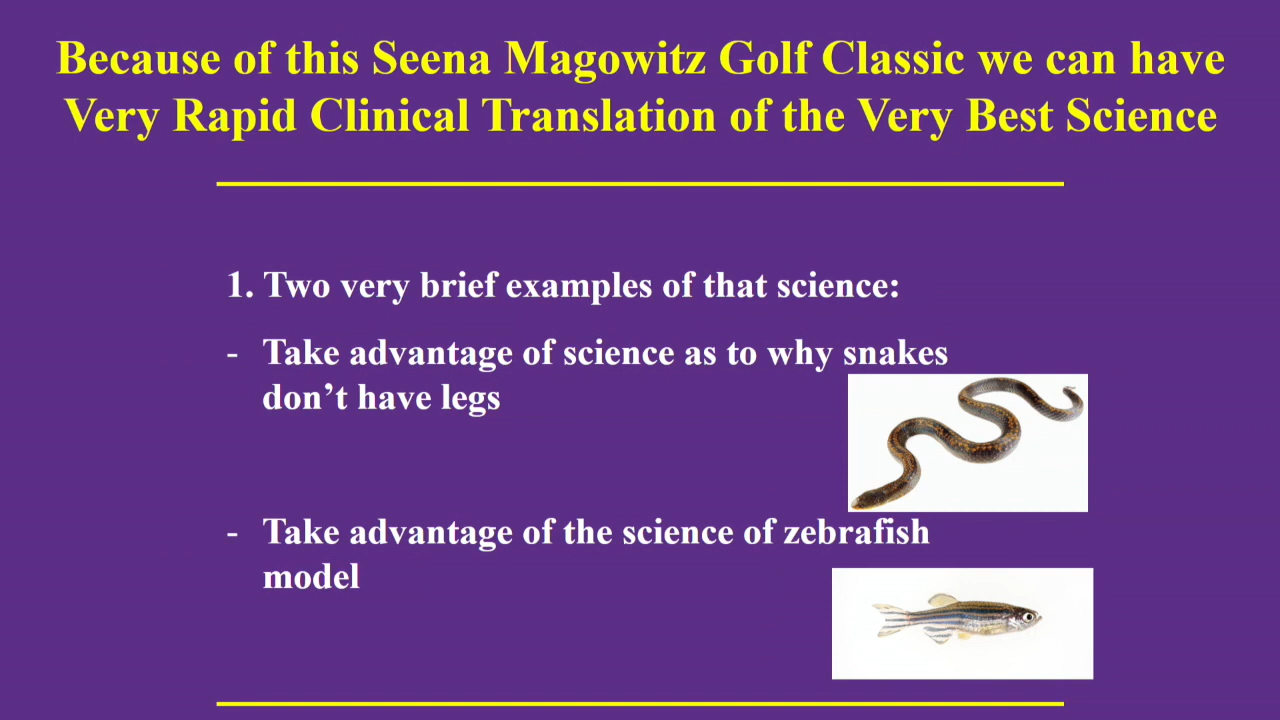 Because of this Seena Magowitz Golf Classic we can have
Very Rapid Clinical Translation of the Very Best Science
1. Two very brief examples of that science:
- Take advantage of science as to why snakes
don’t have legs
- Take advantage of the science of zebrafish
model